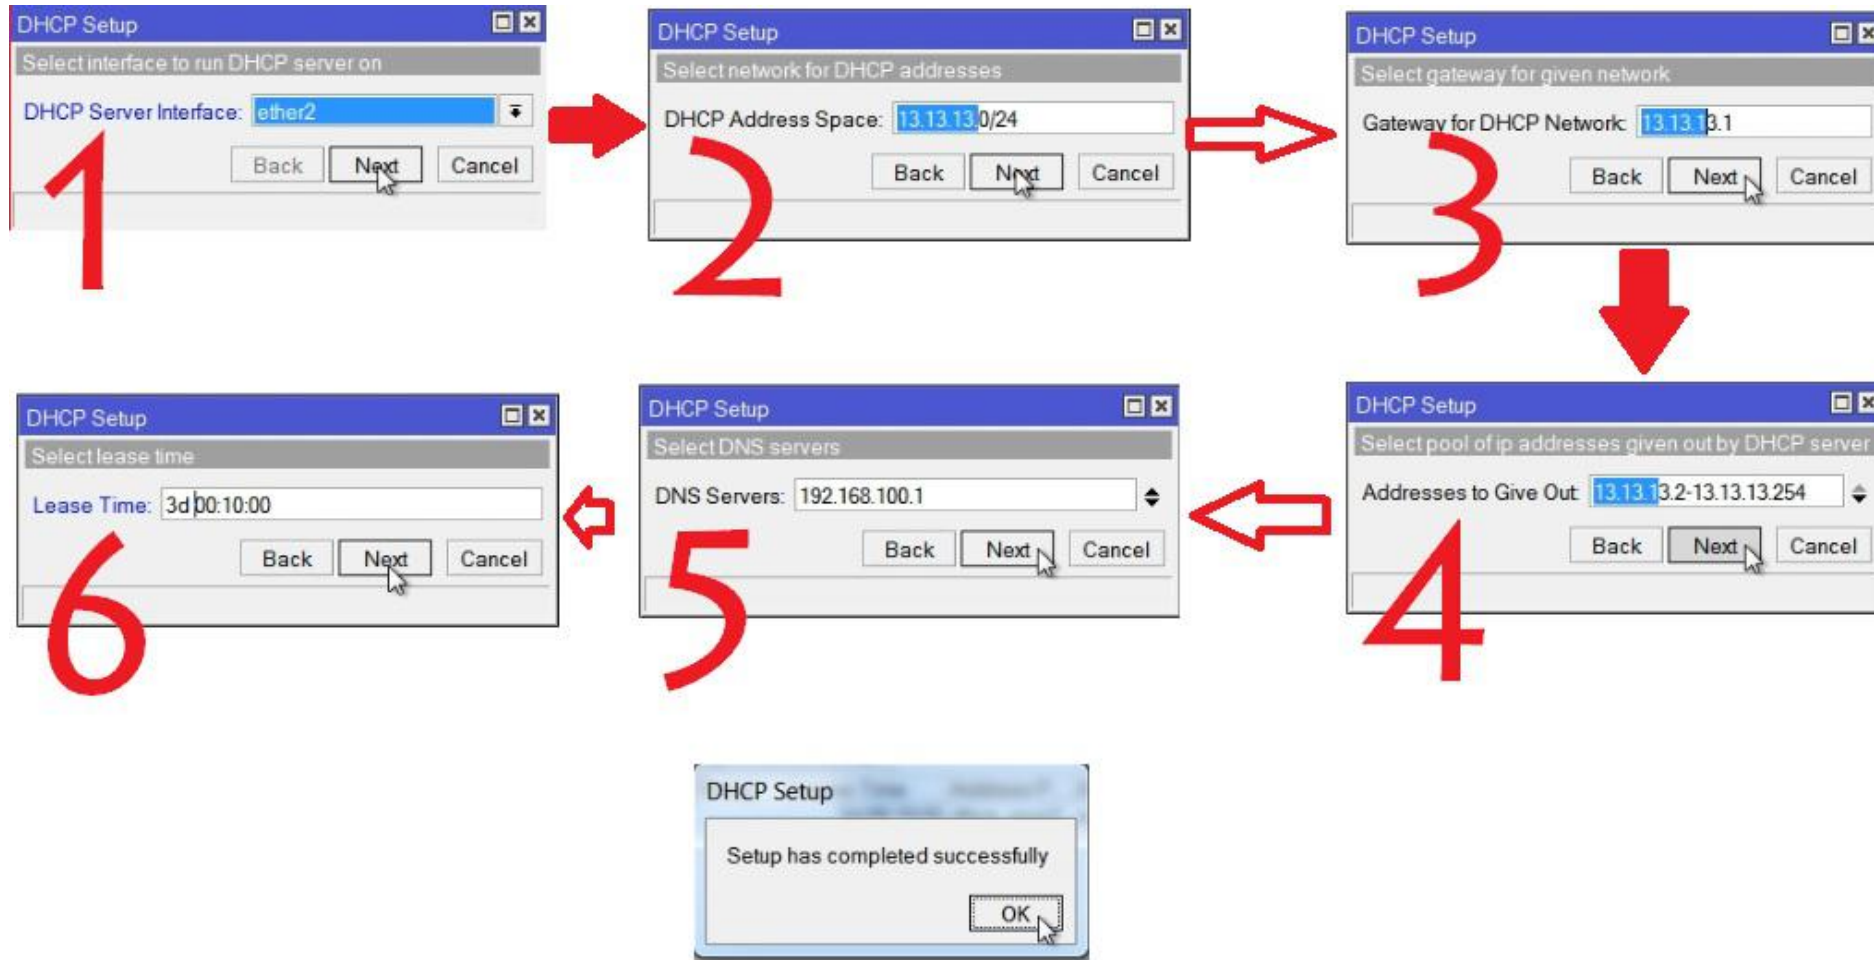 DHCP Setup
Select interface to run DHCP server on
DHCP Server Interface: ether2
Back Next Cancel
1
DHCP Setup
Select network for DHCP addresses
DHCP Address Space: 13.13.13.0/24
Back Next Cancel
2
DHCP Setup
Select gateway for given network
Gateway for DHCP Network: 13.13.13.1
Back Next Cancel
3
DHCP Setup
Select pool of ip addresses given out by DHCP server
Addresses to Give Out: 13.13.13.2-13.13.13.254
Back Next Cancel
4
DHCP Setup
Select DNS servers
DNS Servers: 192.168.100.1
Back Next Cancel
5
DHCP Setup
Select lease time
Lease Time: 3d 00:10:00
Back Next Cancel
6
DHCP Setup
Setup has completed successfully
OK